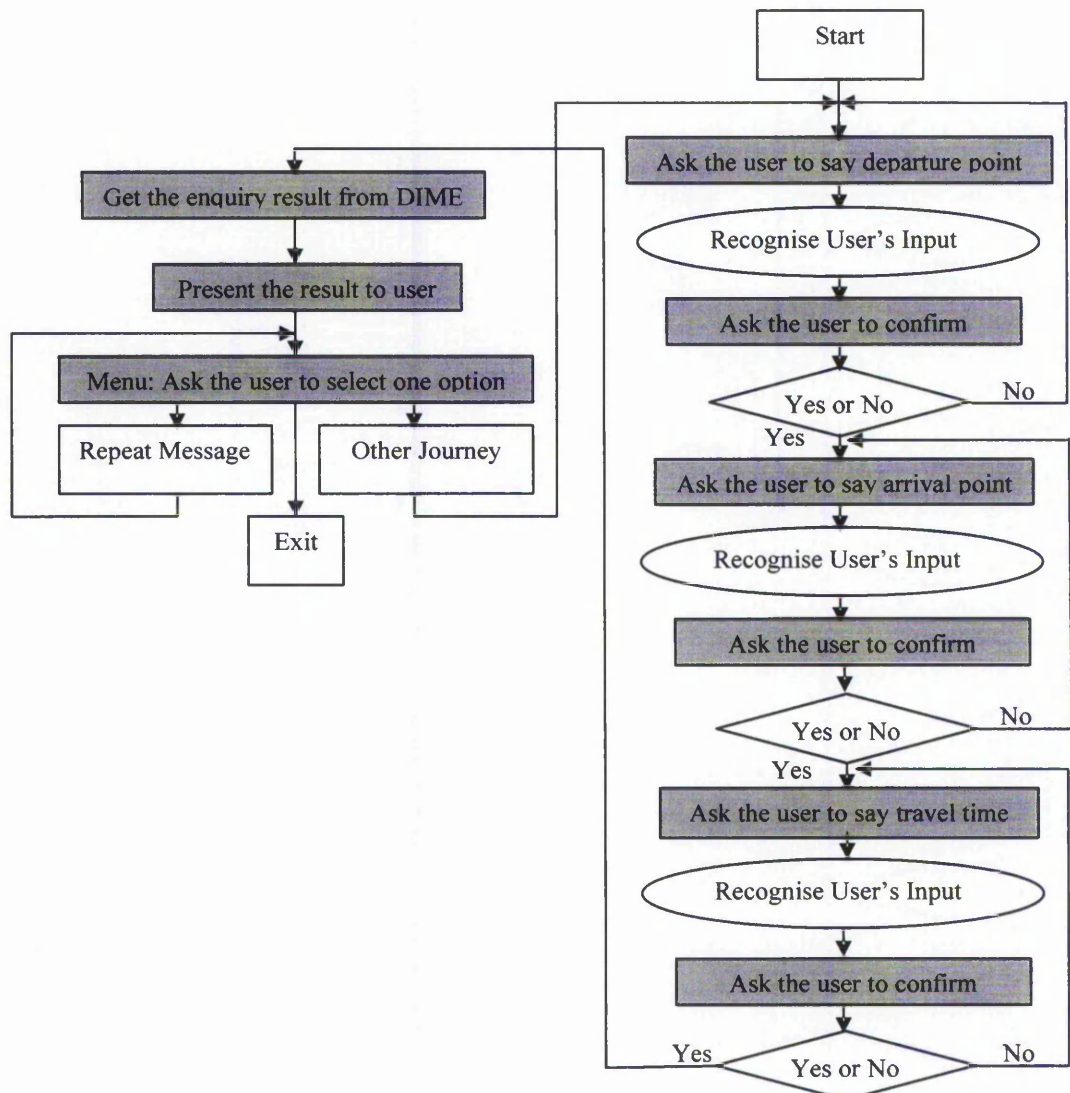 Start
Ask the user to say departure point
Recognise User's Input
Ask the user to confirm
Yes or No
No
Yes
Ask the user to say arrival point
Recognise User's Input
Ask the user to confirm
Yes or No
No
Yes
Ask the user to say travel time
Recognise User's Input
Ask the user to confirm
Yes
Yes or No
No
Get the enquiry result from DIME
Present the result to user
Menu: Ask the user to select one option
Repeat Message
Other Journey
Exit